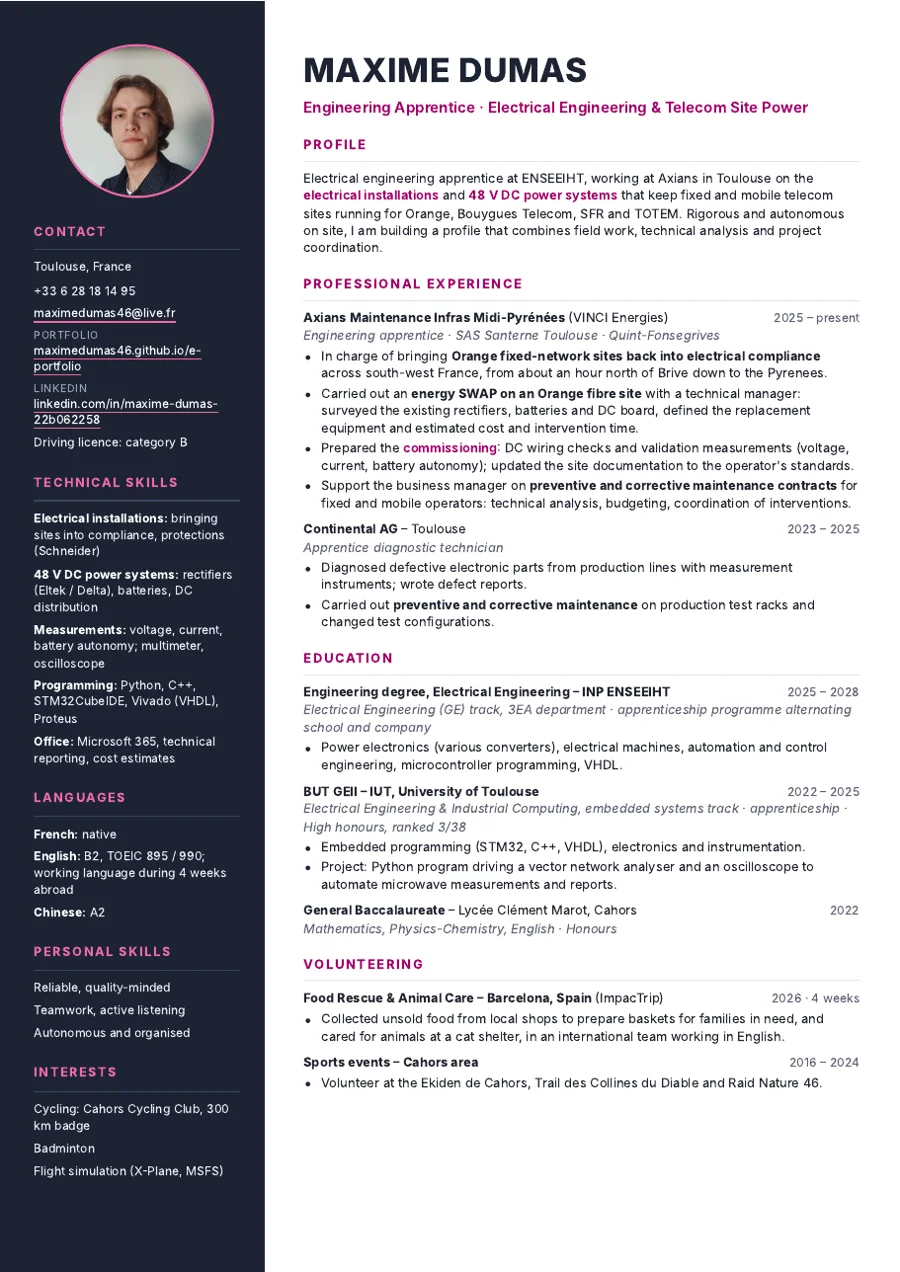 CONTACT
Toulouse, France
+33 6 28 18 14 95
maximedumas46@live.fr
PORTFOLIO
maximedumas46.github.io/e-
portfolio
LINKEDIN
linkedin.com/in/maxime-dumas-
22b062258
Driving licence: category B
TECHNICAL SKILLS
Electrical installations: bringing
sites into compliance, protections
(Schneider)
48 V DC power systems: rectifiers
(Eltek / Delta), batteries, DC
distribution
Measurements: voltage, current,
battery autonomy; multimeter,
oscilloscope
Programming: Python, C++,
STM32CubeIDE, Vivado (VHDL),
Proteus
Office: Microsoft 365, technical
reporting, cost estimates
LANGUAGES
French: native
English: B2, TOEIC 895 / 990;
working language during 4 weeks
abroad
Chinese: A2
PERSONAL SKILLS
Reliable, quality-minded
Teamwork, active listening
Autonomous and organised
INTERESTS
Cycling: Cahors Cycling Club, 300
km badge
Badminton
Flight simulation (X-Plane, MSFS)
MAXIME DUMAS
Engineering Apprentice · Electrical Engineering & Telecom Site Power
PROFILE
Electrical engineering apprentice at ENSEEIHT, working at Axians in Toulouse on the
electrical installations and 48 V DC power systems that keep fixed and mobile telecom
sites running for Orange, Bouygues Telecom, SFR and TOTEM. Rigorous and autonomous
on site, I am building a profile that combines field work, technical analysis and project
coordination.
PROFESSIONAL EXPERIENCE
Axians Maintenance Infras Midi-Pyrénées (VINCI Energies) 2025 – present
Engineering apprentice · SAS Santerne Toulouse · Quint-Fonsegrives
• In charge of bringing Orange fixed-network sites back into electrical compliance
across south-west France, from about an hour north of Brive down to the Pyrenees.
• Carried out an energy SWAP on an Orange fibre site with a technical manager:
surveyed the existing rectifiers, batteries and DC board, defined the replacement
equipment and estimated cost and intervention time.
• Prepared the commissioning: DC wiring checks and validation measurements (voltage,
current, battery autonomy); updated the site documentation to the operator's standards.
• Support the business manager on preventive and corrective maintenance contracts for
fixed and mobile operators: technical analysis, budgeting, coordination of interventions.
Continental AG – Toulouse 2023 – 2025
Apprentice diagnostic technician
• Diagnosed defective electronic parts from production lines with measurement
instruments; wrote defect reports.
• Carried out preventive and corrective maintenance on production test racks and
changed test configurations.
EDUCATION
Engineering degree, Electrical Engineering – INP ENSEEIHT 2025 – 2028
Electrical Engineering (GE) track, 3EA department · apprenticeship programme alternating
school and company
• Power electronics (various converters), electrical machines, automation and control
engineering, microcontroller programming, VHDL.
BUT GEII – IUT, University of Toulouse 2022 – 2025
Electrical Engineering & Industrial Computing, embedded systems track · apprenticeship ·
High honours, ranked 3/38
• Embedded programming (STM32, C++, VHDL), electronics and instrumentation.
• Project: Python program driving a vector network analyser and an oscilloscope to
automate microwave measurements and reports.
General Baccalaureate – Lycée Clément Marot, Cahors 2022
Mathematics, Physics-Chemistry, English · Honours
VOLUNTEERING
Food Rescue & Animal Care – Barcelona, Spain (ImpacTrip) 2026 · 4 weeks
• Collected unsold food from local shops to prepare baskets for families in need, and
cared for animals at a cat shelter, in an international team working in English.
Sports events – Cahors area 2016 – 2024
• Volunteer at the Ekiden de Cahors, Trail des Collines du Diable and Raid Nature 46.